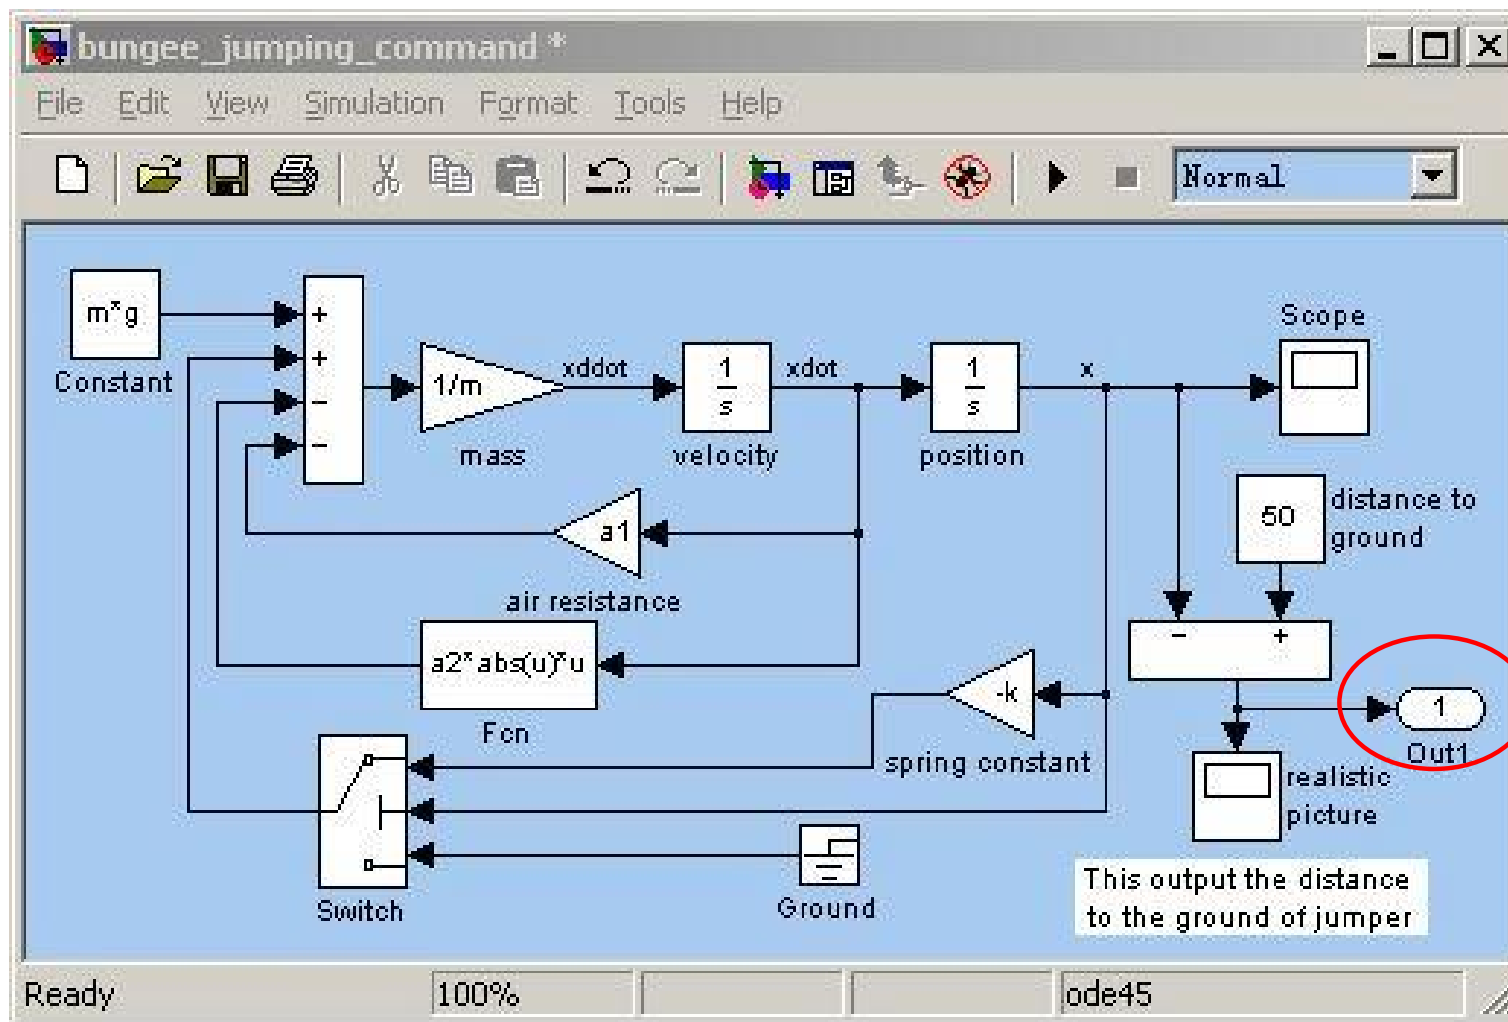 bungee_jumping_command *
File Edit View Simulation Format Tools Help
Normal
m*g
Constant
+
+
−
−
1/m
mass
xddot
1
s
velocity
xdot
1
s
position
x
Scope
a1
air resistance
50
distance to
ground
a2*abs(u)*u
Fcn
-k
spring constant
− +
1
Out1
realistic
picture
Switch
Ground
This output the distance
to the ground of jumper
Ready 100% ode45